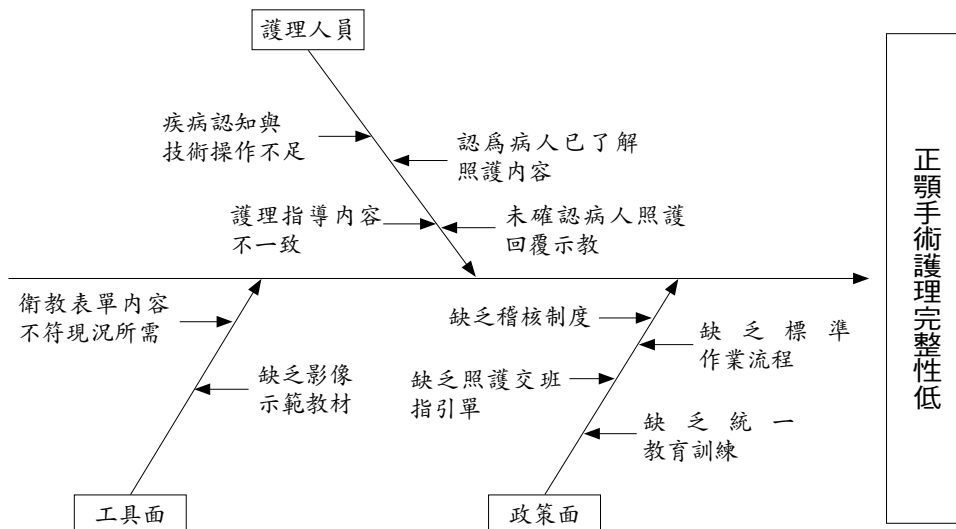 護理人員
疾病認知與
技術操作不足
認爲病人已了解
照護内容
護理指導内容
不一致
未確認病人照護
回覆示教
正顎手術護理完整性低
衛教表單内容
不符現況所需
缺乏影像
示範教材
缺乏稽核制度
缺乏標準
作業流程
缺乏照護交班
指引單
缺乏統一
教育訓練
工具面
政策面